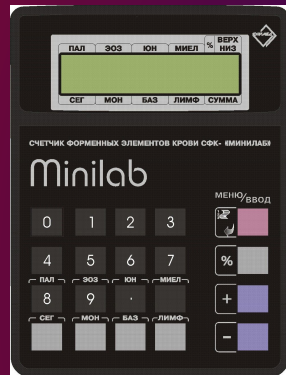 ПАЛ ЭОЗ ЮН МИЕЛ % ВЕРХ НИЗ
СЕГ МОН БАЗ ЛИМФ СУММА
СЧЕТЧИК ФОРМЕННЫХ ЭЛЕМЕНТОВ КРОВИ СФК- «МИНИЛАБ»
Minilab
МЕНЮ/ВВОД
0 1 2 3
4 5 6 7 %
ПАЛ ЭОЗ ЮН МИЕЛ
8 9 · +
СЕГ МОН БАЗ ЛИМФ
-